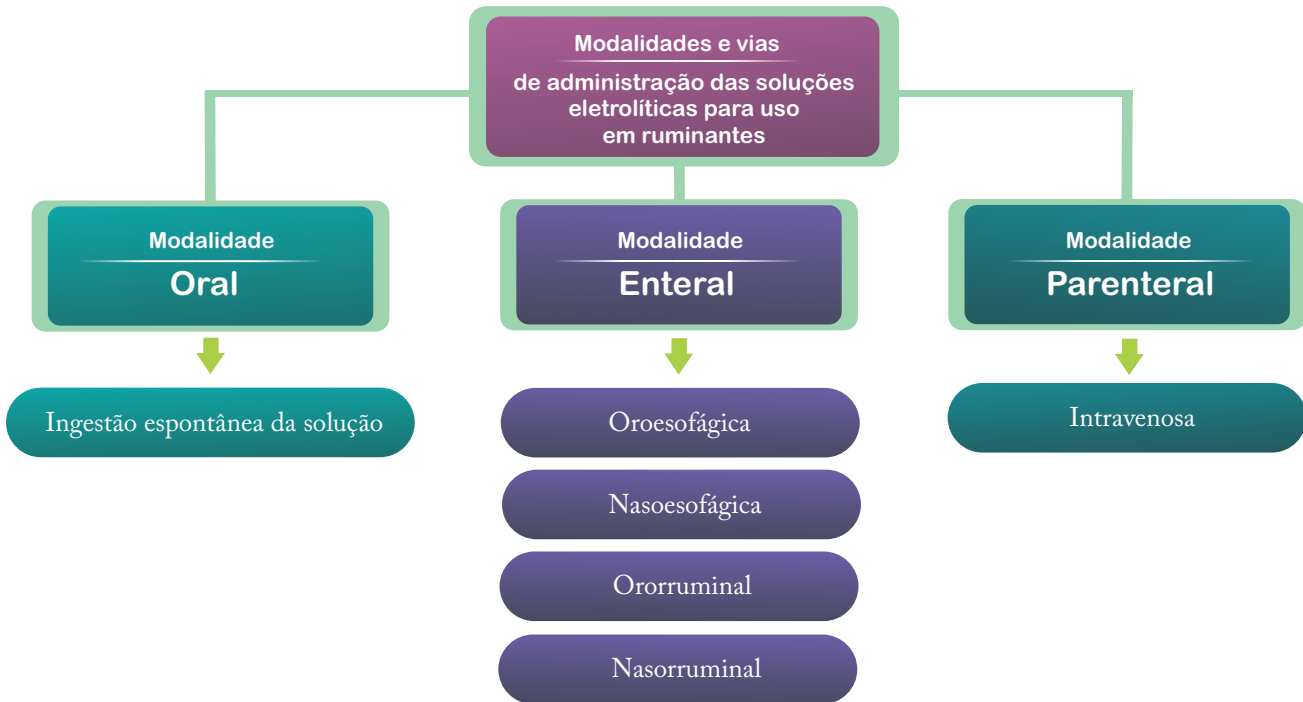 Modalidades e vias
de administração das soluções
eletrolíticas para uso
em ruminantes
Modalidade
Oral
Ingestão espontânea da solução
Modalidade
Enteral
Oroesofágica
Nasoesofágica
Ororruminal
Nasorruminal
Modalidade
Parenteral
Intravenosa